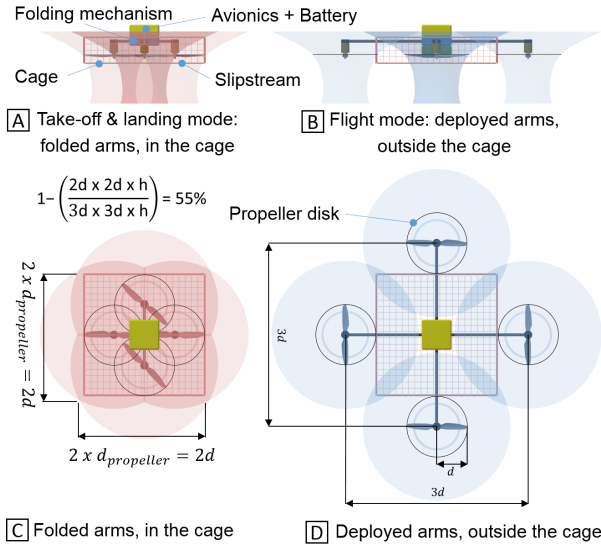 Folding mechanism
Avionics + Battery
Cage
Slipstream
A Take-off & landing mode:
folded arms, in the cage
B Flight mode: deployed arms,
outside the cage
1−(2d x 2d x h / 3d x 3d x h) = 55%
Propeller disk
2 x dpropeller = 2d
3d
d
2 x dpropeller = 2d
3d
C Folded arms, in the cage
D Deployed arms, outside the cage